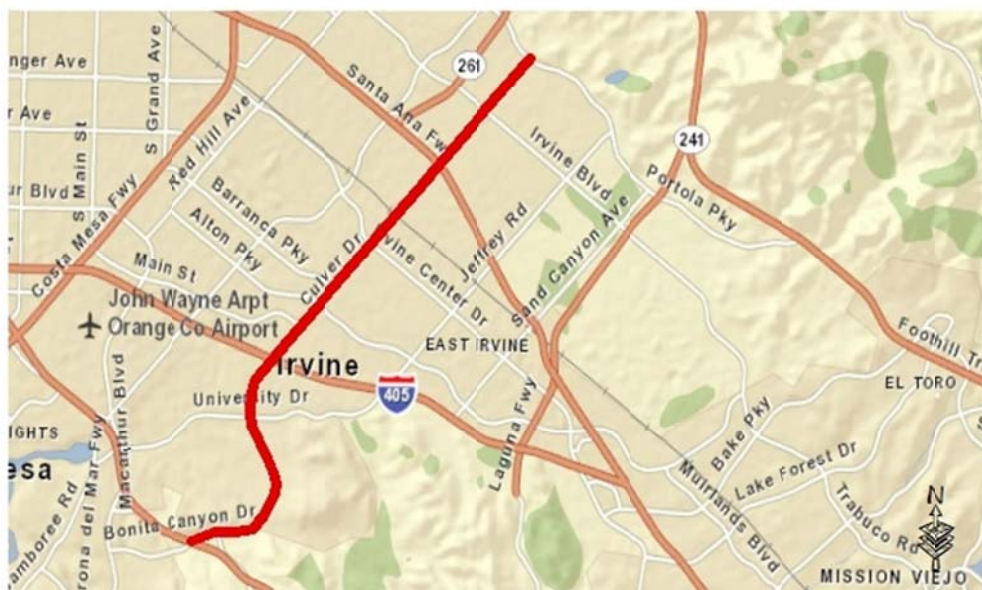 nger Ave
S Grand Ave
261
Santa Ana Fw
r Ave
Red Hill Ave
S Main St
Irvine Blvd
241
Portola Pky
ur Blvd
Barranca Pky
Alton Pky
Costa Mesa Fwy
Jeffrey Rd
Sand Canyon Ave
Culver Dr
vine Center Dr
Main St
John Wayne Arpt
Orange Co Airport
EAST IRVINE
Foothill Tr
Irvine
405
University Dr
EL TORO
Macarthur Blvd
Laguna Fwy
IGHTS
esa
Bake Pky
Lake Forest Dr
Muirlands Blvd
Trabuco Rd
N
Bonita Canyon Dr
amboree Rd
rona del Mar Fwy
MISSION VIEJO